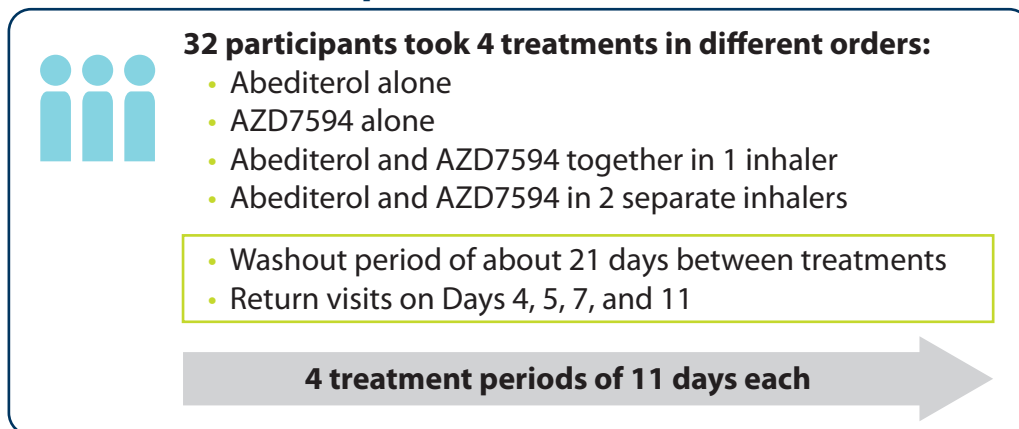 32 participants took 4 treatments in different orders:
• Abediterol alone
• AZD7594 alone
• Abediterol and AZD7594 together in 1 inhaler
• Abediterol and AZD7594 in 2 separate inhalers
• Washout period of about 21 days between treatments
• Return visits on Days 4, 5, 7, and 11
4 treatment periods of 11 days each